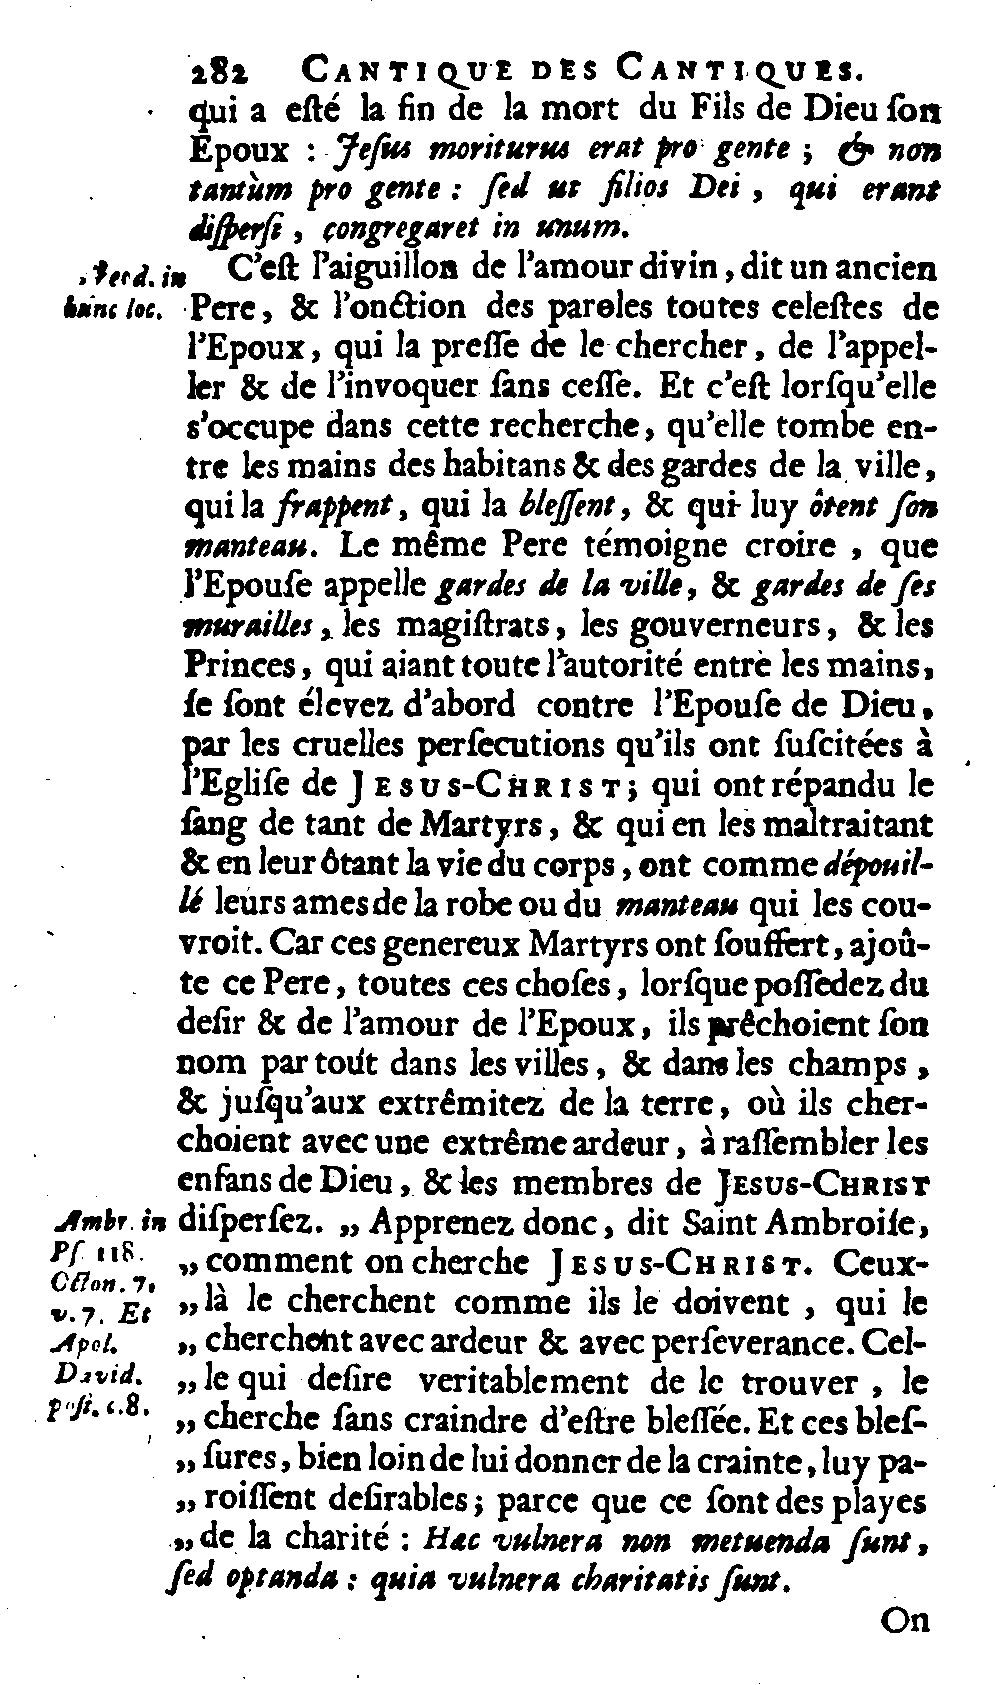 282 CANTIQUE DES CANTIQUES.
qui a esté la fin de la mort du Fils de Dieu ſon
Epoux : Jeſus moriturus erat pro gente ; & non
tantùm pro gente : ſed ut filios Dei , qui erant
diſperſi , congregaret in unum.
C'eſt l'aiguillon de l'amour divin, dit un ancien
hunc loc.
Pere, & l'onction des paroles toutes celeſtes de
l'Epoux, qui la preſſe de le chercher, de l'appel-
ler & de l'invoquer ſans ceſſe. Et c'eſt lorſqu'elle
s'occupe dans cette recherche, qu'elle tombe en-
tre les mains des habitans & des gardes de la ville,
qui la frappent, qui la bleſſent, & qui luy ôtent ſon
manteau. Le même Pere témoigne croire , que
l'Epouſe appelle gardes de la ville, & gardes de ſes
murailles, les magiſtrats, les gouverneurs, & les
Princes, qui aiant toute l'autorité entre les mains,
ſe ſont élevez d'abord contre l'Epouſe de Dieu,
par les cruelles perſecutions qu'ils ont ſuſcitées à
l'Egliſe de JESUS-CHRIST; qui ont répandu le
ſang de tant de Martyrs, & qui en les maltraitant
& en leur ôtant la vie du corps, ont comme dépouil-
lé leurs ames de la robe ou du manteau qui les cou-
vroit. Car ces genereux Martyrs ont ſouffert, ajoû-
te ce Pere, toutes ces choſes, lorſque poſſedez du
deſir & de l'amour de l'Epoux, ils prêchoient ſon
nom par tout dans les villes, & dans les champs ,
& juſqu'aux extrêmitez de la terre, où ils cher-
choient avec une extrême ardeur, à raſſembler les
enfans de Dieu, & les membres de JESUS-CHRIST
Ambr. in
Pſ. 118.
Octon. 7.
v. 7. Et
Apol.
David.
poſt. c. 8.
diſperſez. „ Apprenez donc, dit Saint Ambroiſe,
„ comment on cherche JESUS-CHRIST. Ceux-
„ là le cherchent comme ils le doivent , qui le
„ cherchent avec ardeur & avec perſeverance. Cel-
„ le qui deſire veritablement de le trouver , le
„ cherche ſans craindre d'eſtre bleſſée. Et ces bleſ-
„ ſures, bien loin de lui donner de la crainte, luy pa-
„ roiſſent deſirables; parce que ce ſont des playes
„ de la charité : Hæc vulnera non metuenda ſunt,
ſed optanda : quia vulnera charitatis ſunt.
On